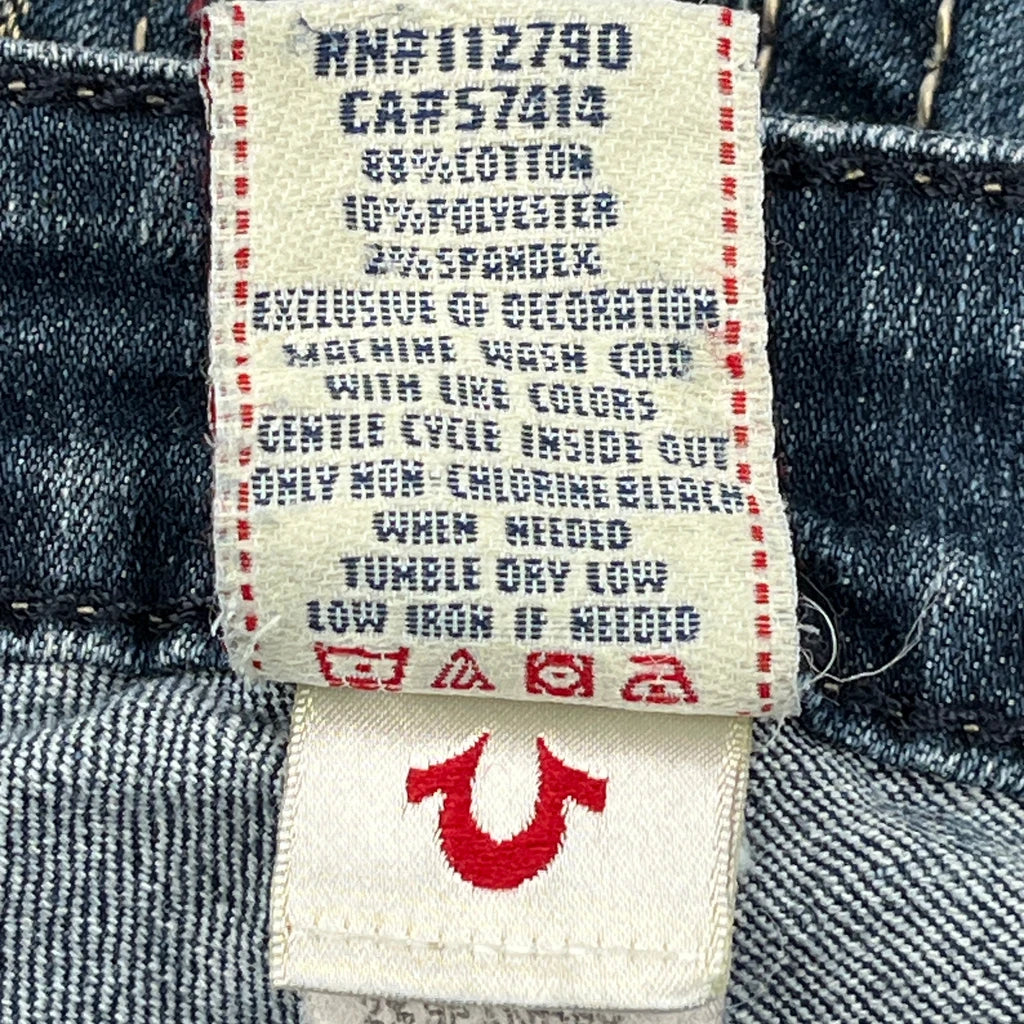 RN#112790
CA#57414
88%COTTON
10%POLYESTER
2%SPANDEX
EXCLUSIVE OF DECORATION
MACHINE WASH COLD
WITH LIKE COLORS
GENTLE CYCLE INSIDE OUT
ONLY NON-CHLORINE BLEACH
WHEN NEEDED
TUMBLE DRY LOW
LOW IRON IF NEEDED